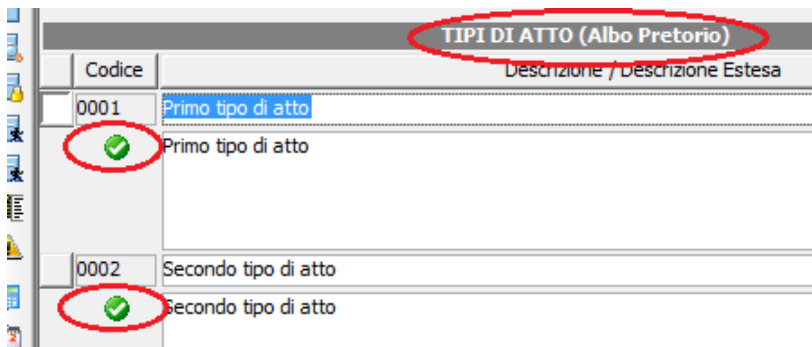 TIPI DI ATTO (Albo Pretorio)
Codice Descrizione / Descrizione Estesa
0001 Primo tipo di atto
Primo tipo di atto
0002 Secondo tipo di atto
Secondo tipo di atto